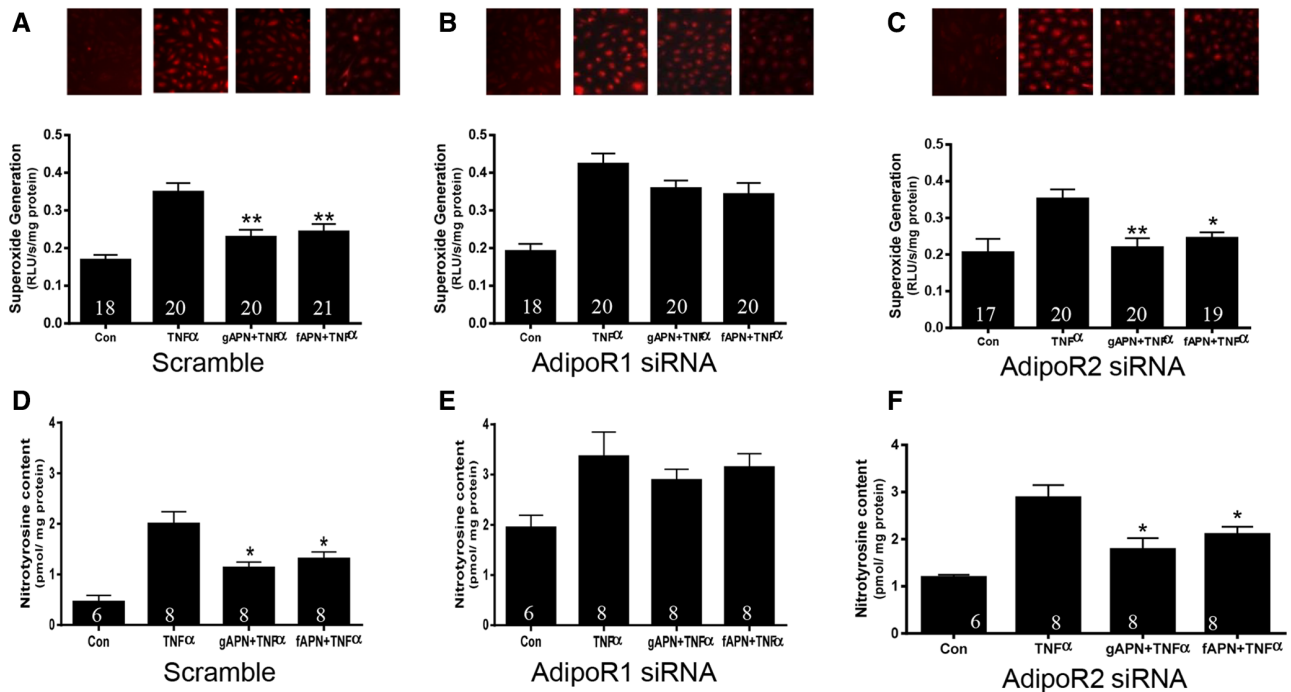 A
B
C
Superoxide Generation
(RLU/s/mg protein)
0.5
0.4
0.3
0.2
0.1
0.0
** **
18 20 20 21
Con TNFα gAPN+TNFα fAPN+TNFα
Scramble
Superoxide Generation
(RLU/s/mg protein)
0.5
0.4
0.3
0.2
0.1
0.0
18 20 20 20
Con TNFα gAPN+TNFα fAPN+TNFα
AdipoR1 siRNA
Superoxide Generation
(RLU/s/mg protein)
0.5
0.4
0.3
0.2
0.1
0.0
** *
17 20 20 19
Con TNFα gAPN+TNFα fAPN+TNFα
AdipoR2 siRNA
D
E
F
Nitrotyrosine content
(pmol/ mg protein)
4
3
2
1
0
* *
6 8 8 8
Con TNFα gAPN+TNFα fAPN+TNFα
Scramble
Nitrotyrosine content
(pmol/ mg protein)
4
3
2
1
0
6 8 8 8
Con TNFα gAPN+TNFα fAPN+TNFα
AdipoR1 siRNA
Nitrotyrosine content
(pmol/ mg protein)
4
3
2
1
0
* *
6 8 8 8
Con TNFα gAPN+TNFα fAPN+TNFα
AdipoR2 siRNA